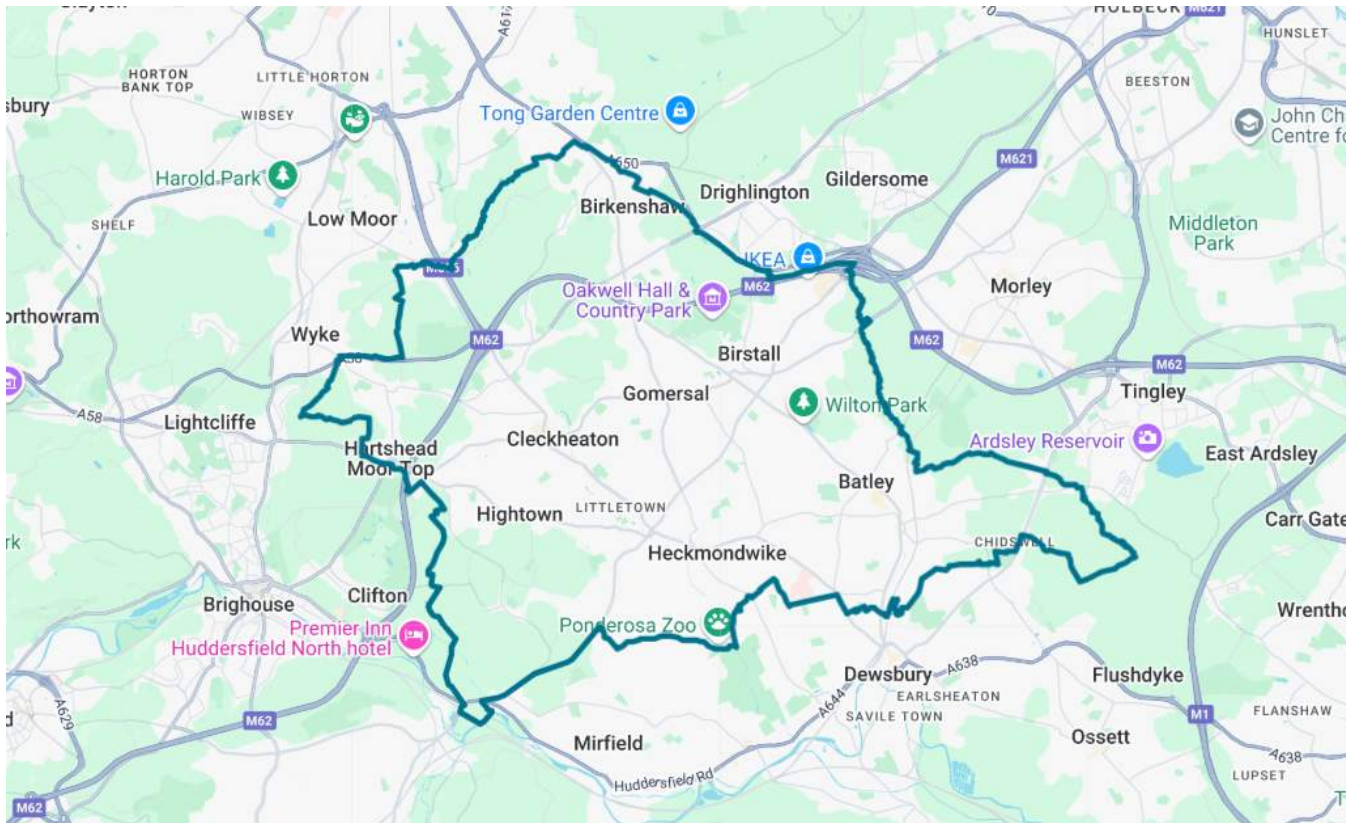 HOLBECK
M621
A617
HUNSLET
HORTON
BANK TOP
LITTLE HORTON
BEESTON
sbury
WIBSEY
Tong Garden Centre
John Ch
Centre fo
M621
A650
Harold Park
Drighlington
Gildersome
Birkenshaw
Low Moor
SHELF
Middleton
Park
IKEA
M62
Oakwell Hall &
Country Park
Morley
orthowram
Wyke
M62
M62
Birstall
A58
M62
Tingley
Gomersal
Wilton Park
A58
Lightcliffe
Cleckheaton
Ardsley Reservoir
Hartshead
Moor Top
East Ardsley
Batley
Hightown
LITTLETOWN
Carr Gate
rk
CHIDSWELL
Heckmondwike
Brighouse
Clifton
Wrentho
Premier Inn
Huddersfield North hotel
Ponderosa Zoo
Dewsbury
A638
Flushdyke
EARLSHEATON
A644
SAVILE TOWN
M1
FLANSHAW
d
A629
M62
Mirfield
Ossett
A638
Huddersfield Rd
LUPSET
M62
T